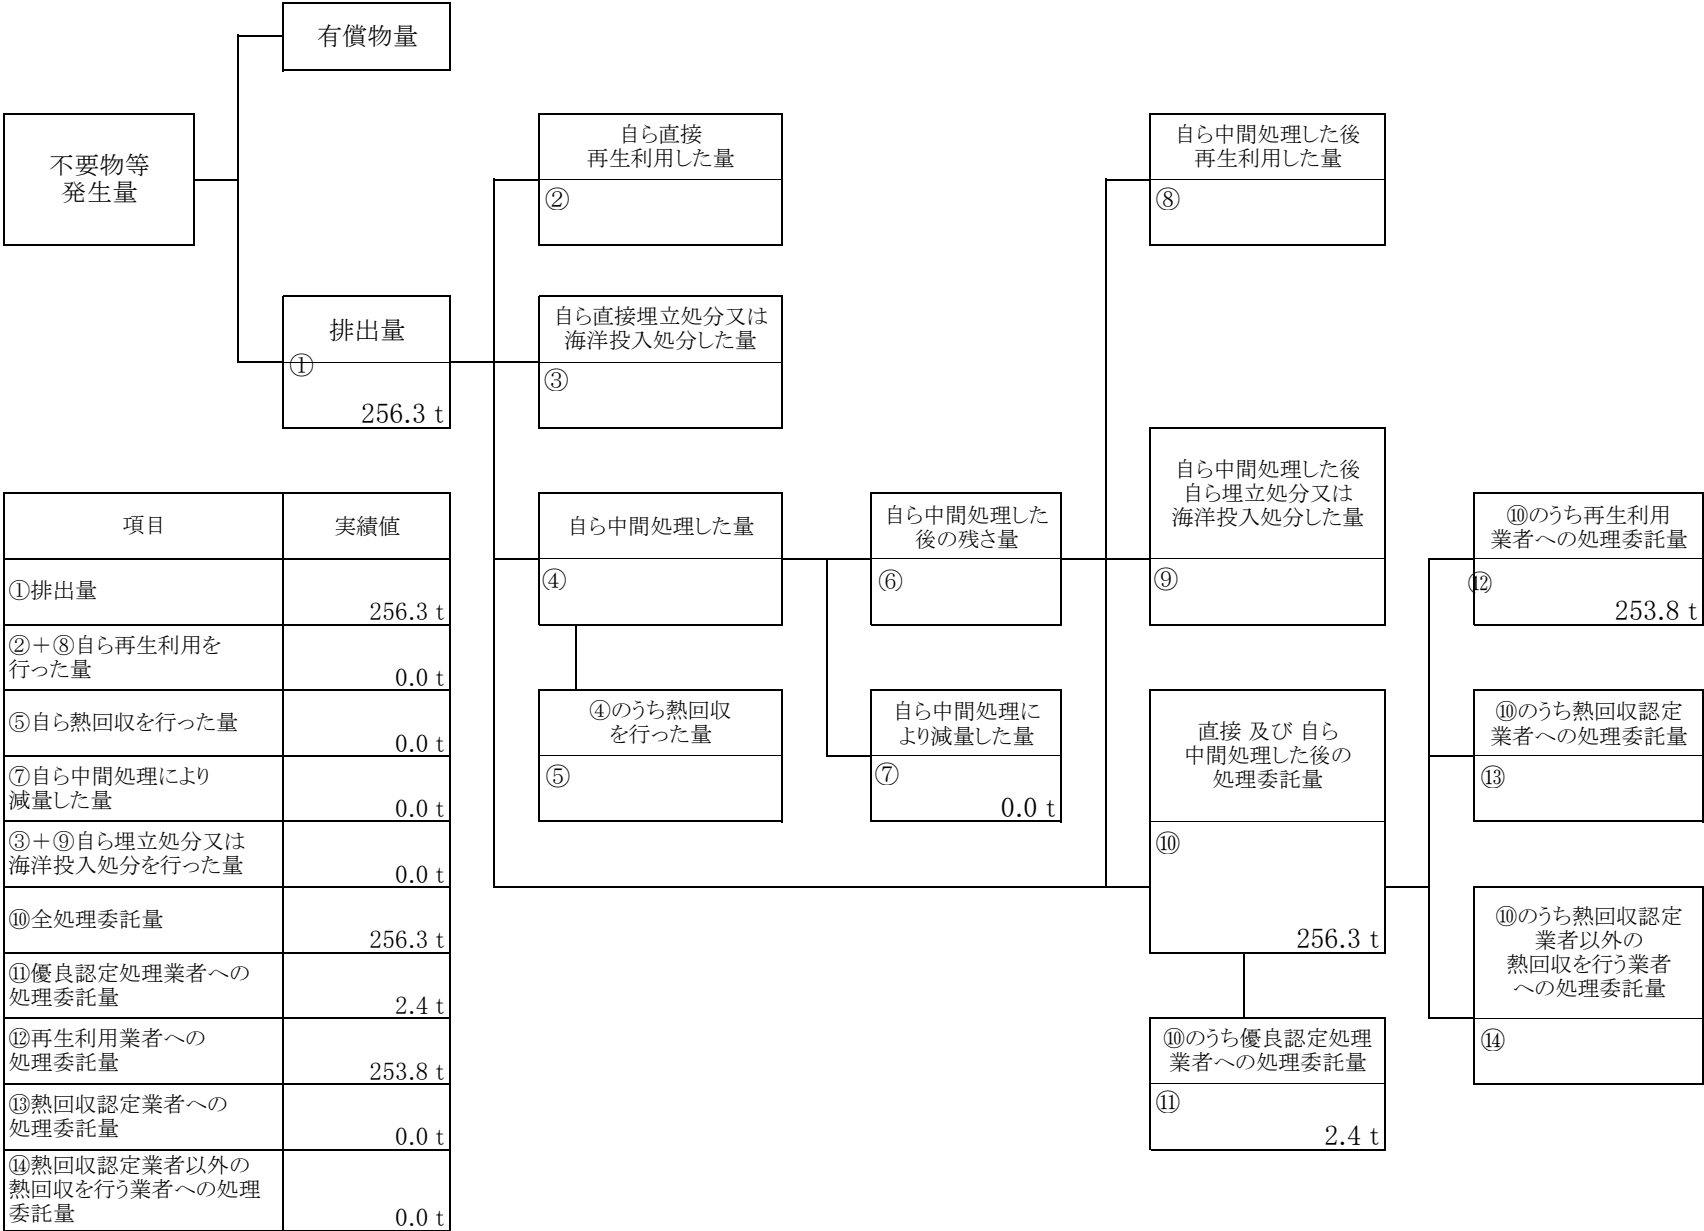 有償物量
不要物等
発生量
自ら直接
再生利用した量
②
自ら中間処理した後
再生利用した量
⑧
排出量
①
256.3 t
自ら直接埋立処分又は
海洋投入処分した量
③
自ら中間処理した量
④
自ら中間処理した
後の残さ量
⑥
自ら中間処理した後
自ら埋立処分又は
海洋投入処分した量
⑨
⑩のうち再生利用
業者への処理委託量
⑫
253.8 t
④のうち熱回収
を行った量
⑤
自ら中間処理に
より減量した量
⑦
0.0 t
直接 及び 自ら
中間処理した後の
処理委託量
⑩
256.3 t
⑩のうち熱回収認定
業者への処理委託量
⑬
⑩のうち熱回収認定
業者以外の
熱回収を行う業者
への処理委託量
⑭
⑩のうち優良認定処理
業者への処理委託量
⑪
2.4 t
項目
実績値
①排出量
256.3 t
②＋⑧自ら再生利用を
行った量
0.0 t
⑤自ら熱回収を行った量
0.0 t
⑦自ら中間処理により
減量した量
0.0 t
③＋⑨自ら埋立処分又は
海洋投入処分を行った量
0.0 t
⑩全処理委託量
256.3 t
⑪優良認定処理業者への
処理委託量
2.4 t
⑫再生利用業者への
処理委託量
253.8 t
⑬熱回収認定業者への
処理委託量
0.0 t
⑭熱回収認定業者以外の
熱回収を行う業者への処理
委託量
0.0 t